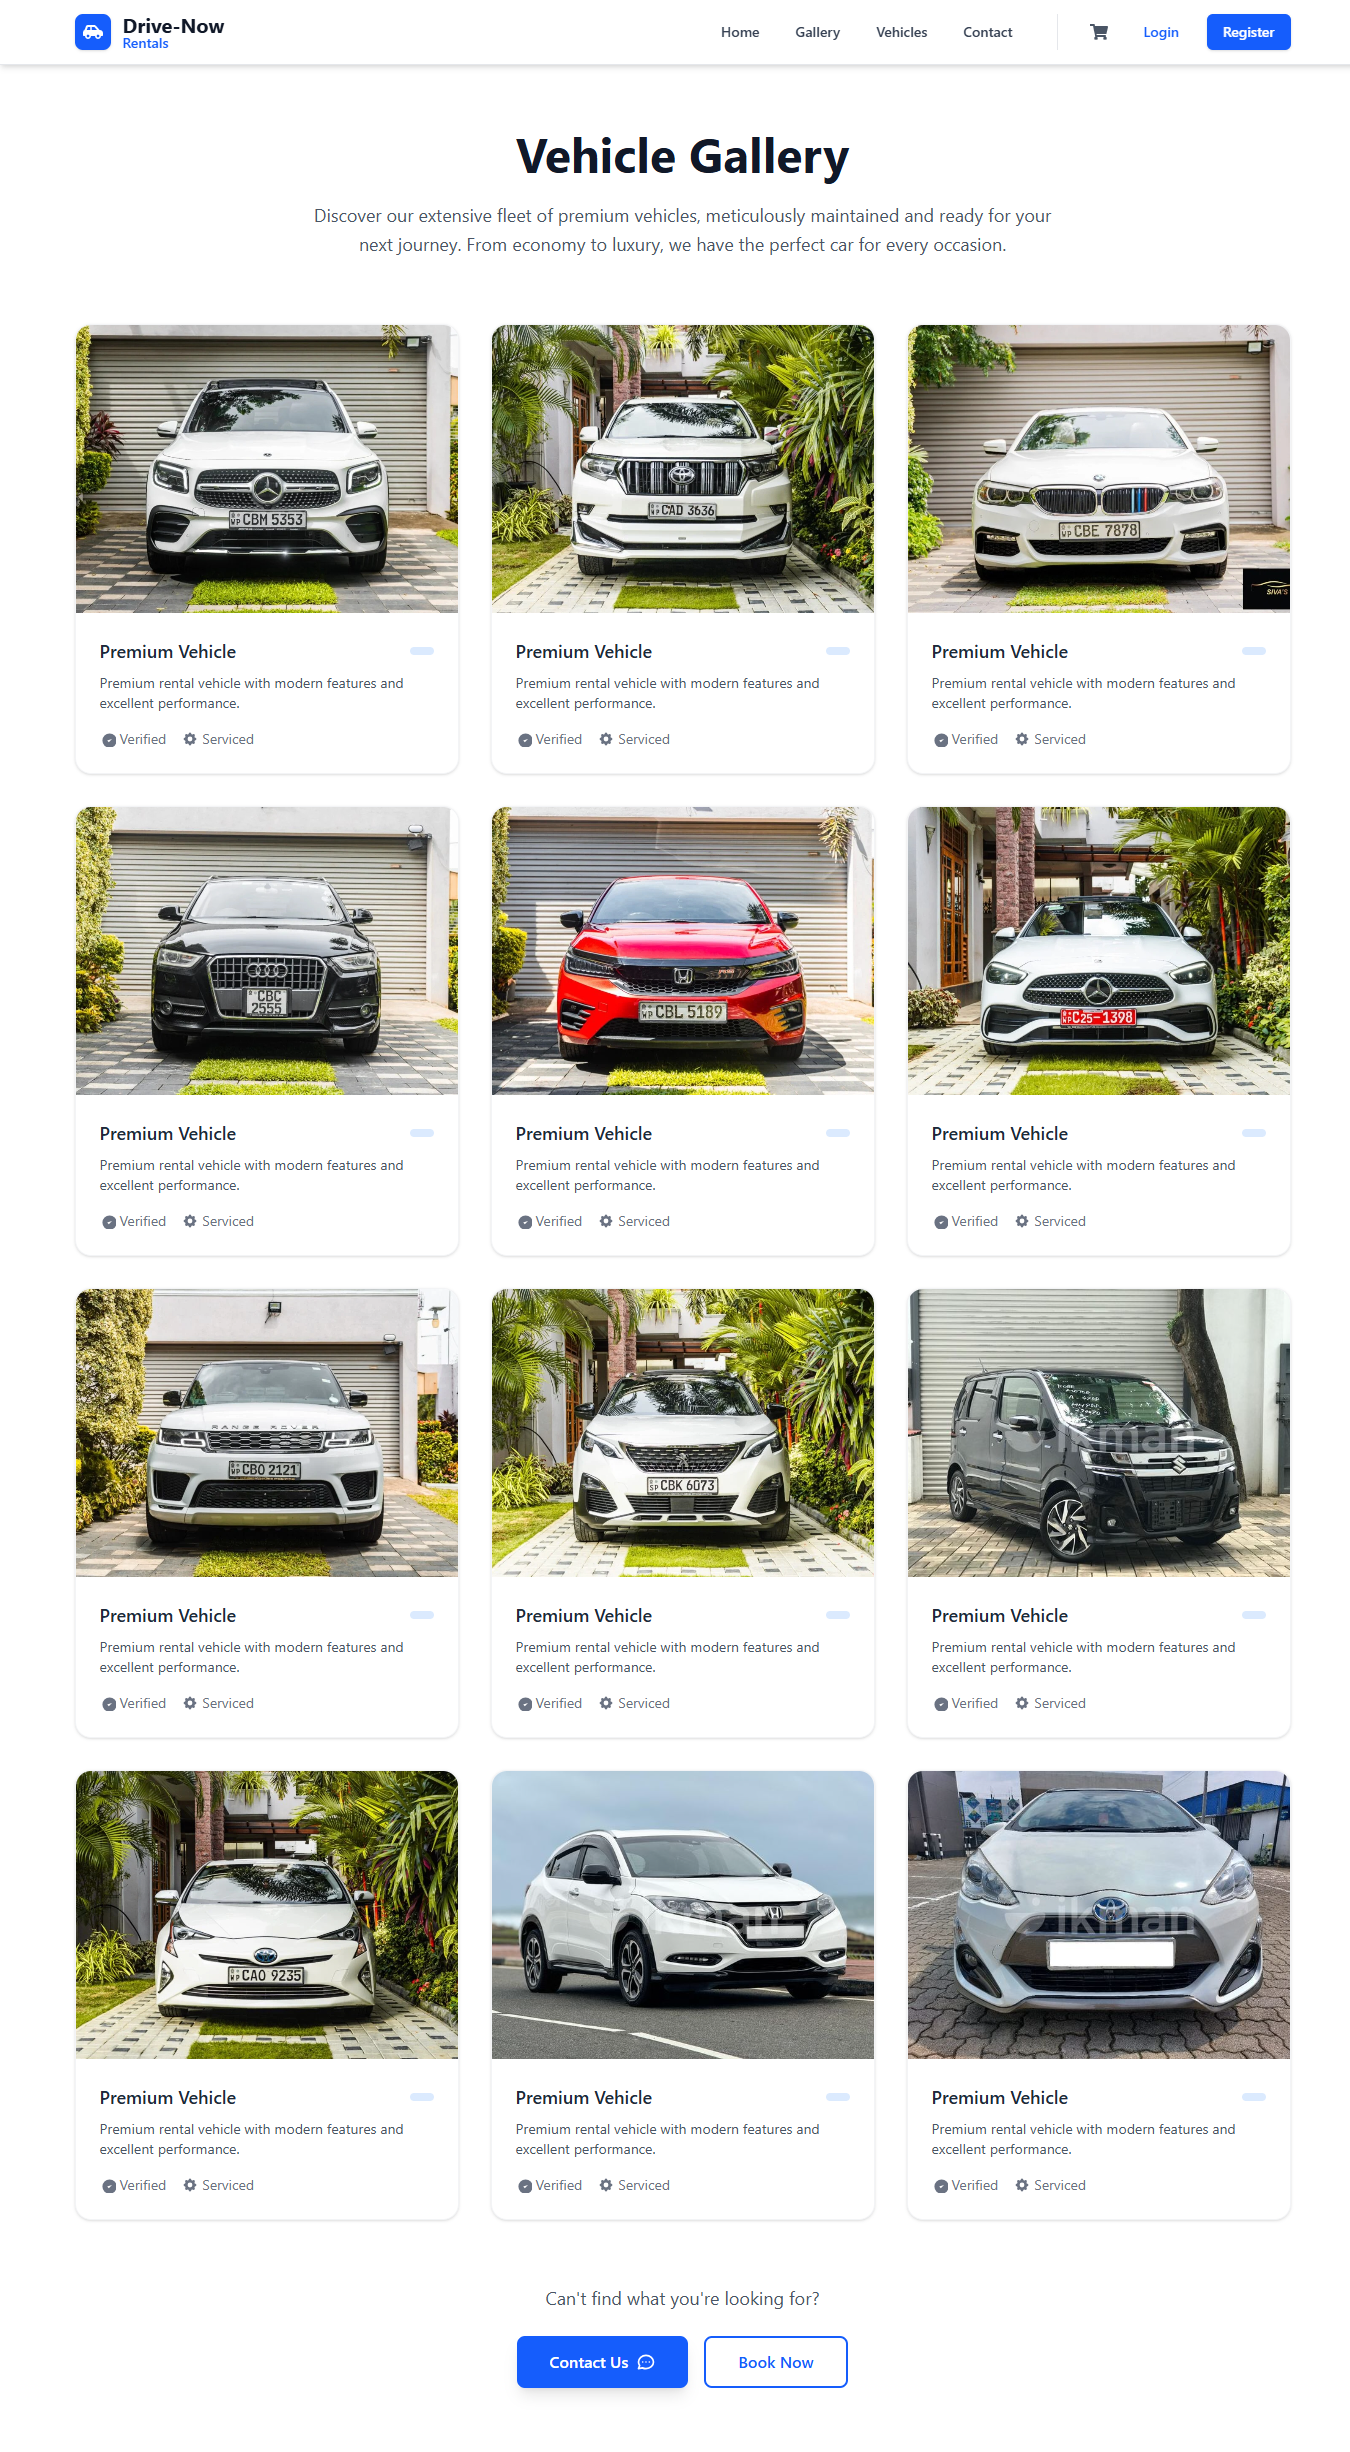 Drive-Now
Rentals
Home
Gallery
Vehicles
Contact
Login
Register
Vehicle Gallery
Discover our extensive fleet of premium vehicles, meticulously maintained and ready for your
next journey. From economy to luxury, we have the perfect car for every occasion.
CBM 5353
CAD 3636
CBE 7878
SIVA'S
Premium Vehicle
Premium rental vehicle with modern features and
excellent performance.
Verified
Serviced
Premium Vehicle
Premium rental vehicle with modern features and
excellent performance.
Verified
Serviced
Premium Vehicle
Premium rental vehicle with modern features and
excellent performance.
Verified
Serviced
CBC
2555
CBL 5189
C25-1398
Premium Vehicle
Premium rental vehicle with modern features and
excellent performance.
Verified
Serviced
Premium Vehicle
Premium rental vehicle with modern features and
excellent performance.
Verified
Serviced
Premium Vehicle
Premium rental vehicle with modern features and
excellent performance.
Verified
Serviced
RANGE ROVER
CBO 2121
CBK 6073
ikman
Premium Vehicle
Premium rental vehicle with modern features and
excellent performance.
Verified
Serviced
Premium Vehicle
Premium rental vehicle with modern features and
excellent performance.
Verified
Serviced
Premium Vehicle
Premium rental vehicle with modern features and
excellent performance.
Verified
Serviced
CAO 9235
ikman
ikman
Premium Vehicle
Premium rental vehicle with modern features and
excellent performance.
Verified
Serviced
Premium Vehicle
Premium rental vehicle with modern features and
excellent performance.
Verified
Serviced
Premium Vehicle
Premium rental vehicle with modern features and
excellent performance.
Verified
Serviced
Can't find what you're looking for?
Contact Us
Book Now